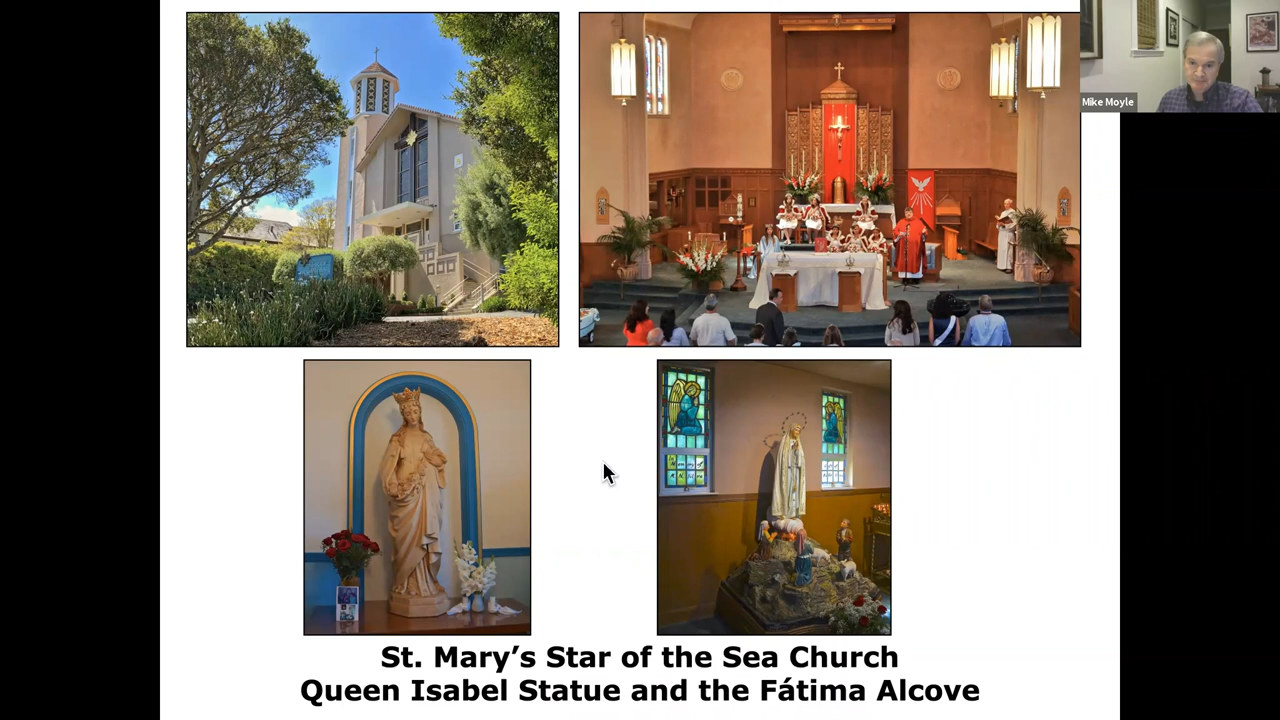 Mike Moyle
St. Mary's Star of the Sea Church
Queen Isabel Statue and the Fátima Alcove